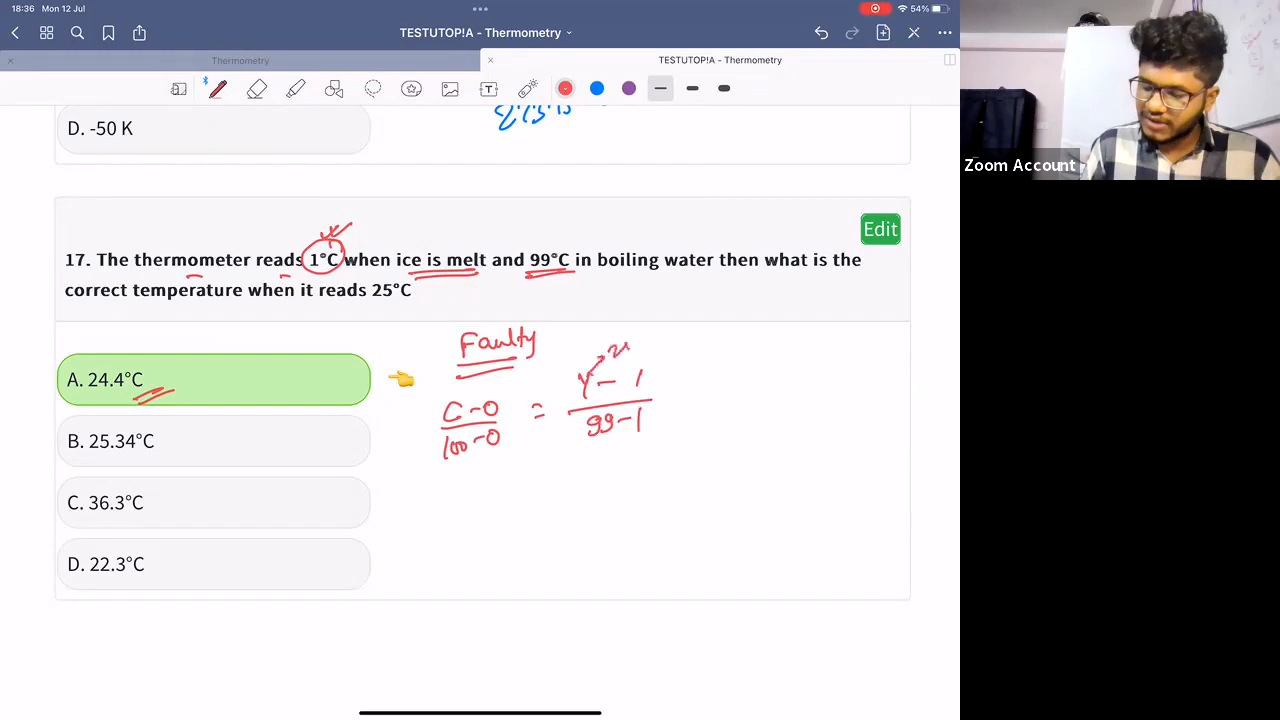 18:36 Mon 12 Jul
54%
TESTUTOP!A - Thermometry
Thermometry
TESTUTOP!A - Thermometry
D. -50 K
Zoom Account
Edit
17. The thermometer reads 1°C when ice is melt and 99°C in boiling water then what is the
correct temperature when it reads 25°C
Faulty
A. 24.4°C
C-0 / 100-0 = Y-1 / 99-1
B. 25.34°C
C. 36.3°C
D. 22.3°C